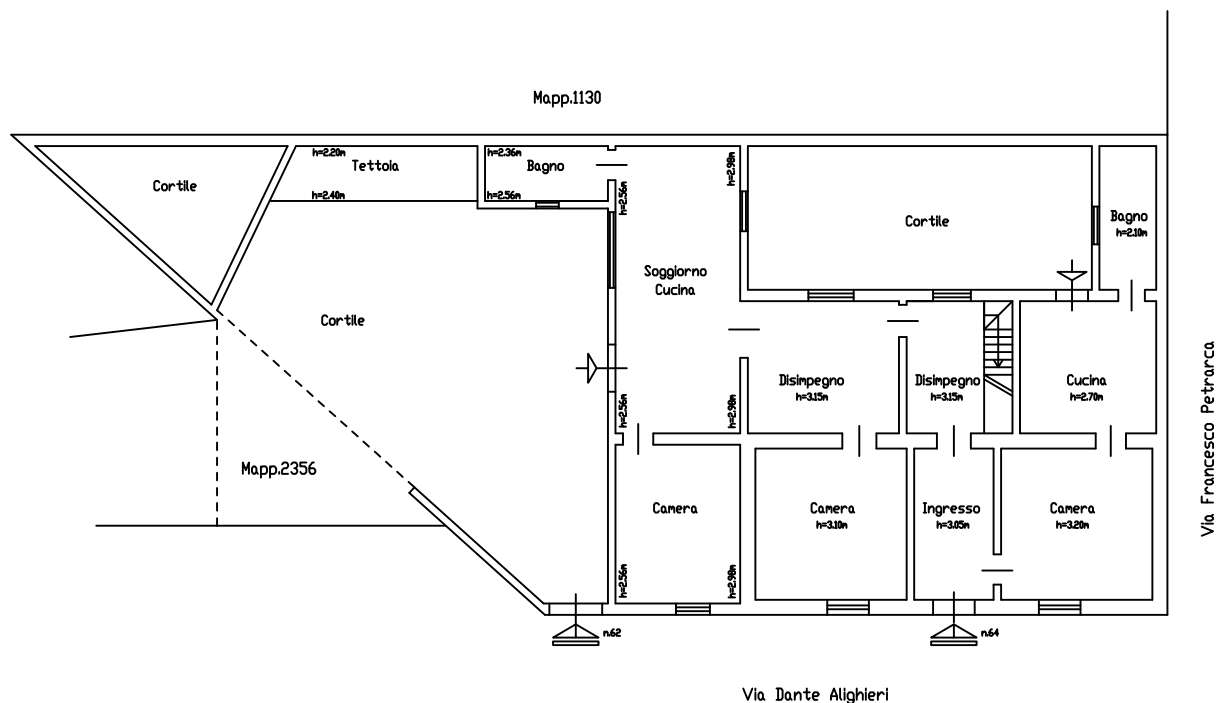 Mapp.1130
h=2.20m
Tettoia
h=2.40m
h=2.36m
Bagno
h=2.56m
Cortile
h=2.56m
h=2.98m
Cortile
Bagno
h=2.10m
Soggiorno
Cucina
Cortile
Disimpegno
h=3.15m
Disimpegno
h=3.15m
Cucina
h=2.70m
h=2.56m
h=2.98m
Mapp.2356
Camera
Camera
h=3.10m
Ingresso
h=3.05m
Camera
h=3.20m
h=2.56m
h=2.98m
n.62
n.64
Via Dante Alighieri
Via Francesco Petrarca